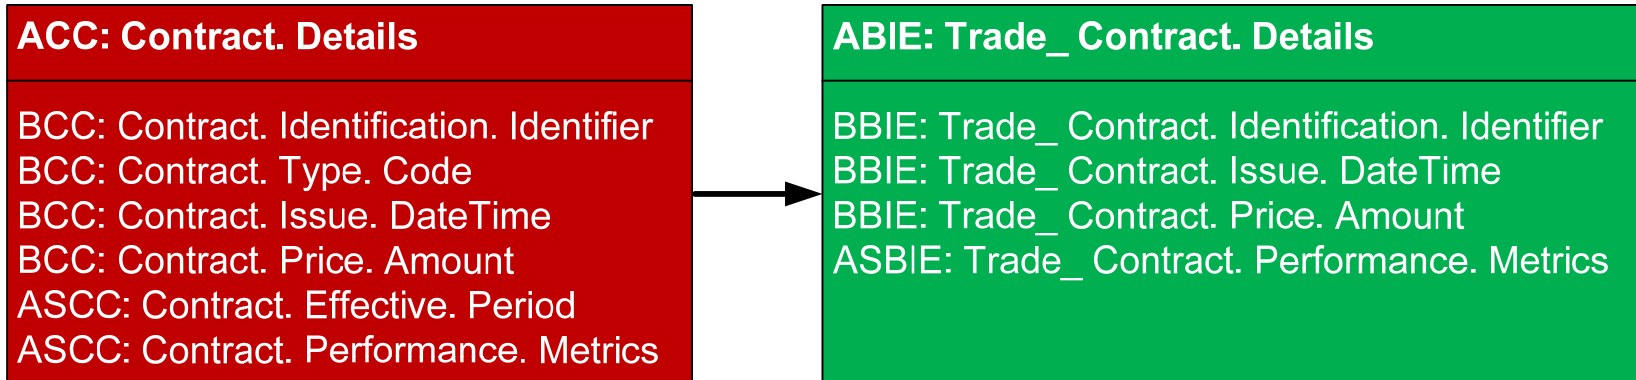 ACC: Contract. Details
BCC: Contract. Identification. Identifier
BCC: Contract. Type. Code
BCC: Contract. Issue. DateTime
BCC: Contract. Price. Amount
ASCC: Contract. Effective. Period
ASCC: Contract. Performance. Metrics
ABIE: Trade_ Contract. Details
BBIE: Trade_ Contract. Identification. Identifier
BBIE: Trade_ Contract. Issue. DateTime
BBIE: Trade_ Contract. Price. Amount
ASBIE: Trade_ Contract. Performance. Metrics